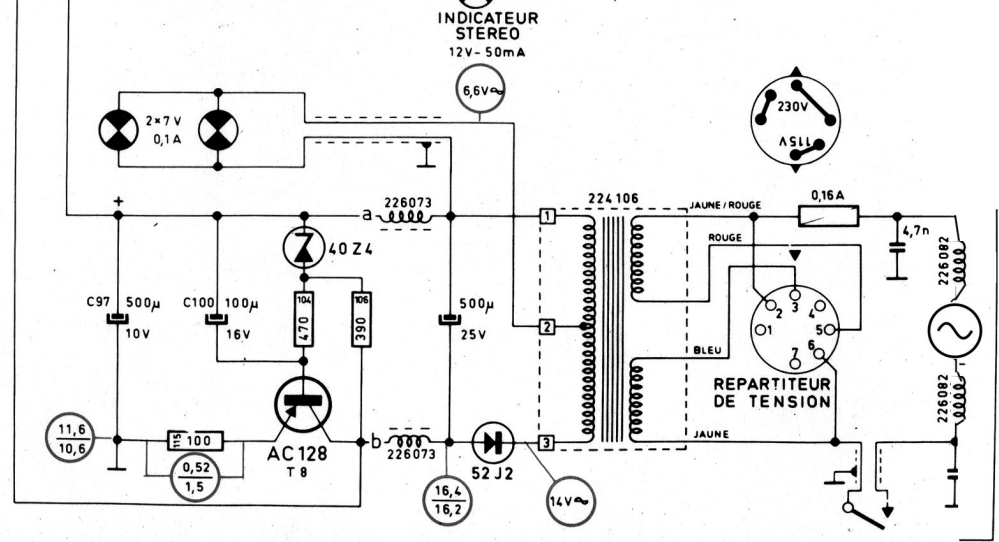 INDICATEUR
STEREO
12V-50mA
6,6V~
2×7V
0,1A
230V
115V
+
a
226073
224106
JAUNE/ROUGE
0,16A
4,7n
226082
40Z4
ROUGE
C97
500µ
10V
C100
100µ
16V
104
470
106
390
500µ
25V
1
2
3
BLEU
1
2
3
4
5
6
7
REPARTITEUR
DE TENSION
~
-
226082
JAUNE
11,6
10,6
115
100
0,52
1,5
AC128
T8
b
226073
52J2
16,4
16,2
14V~